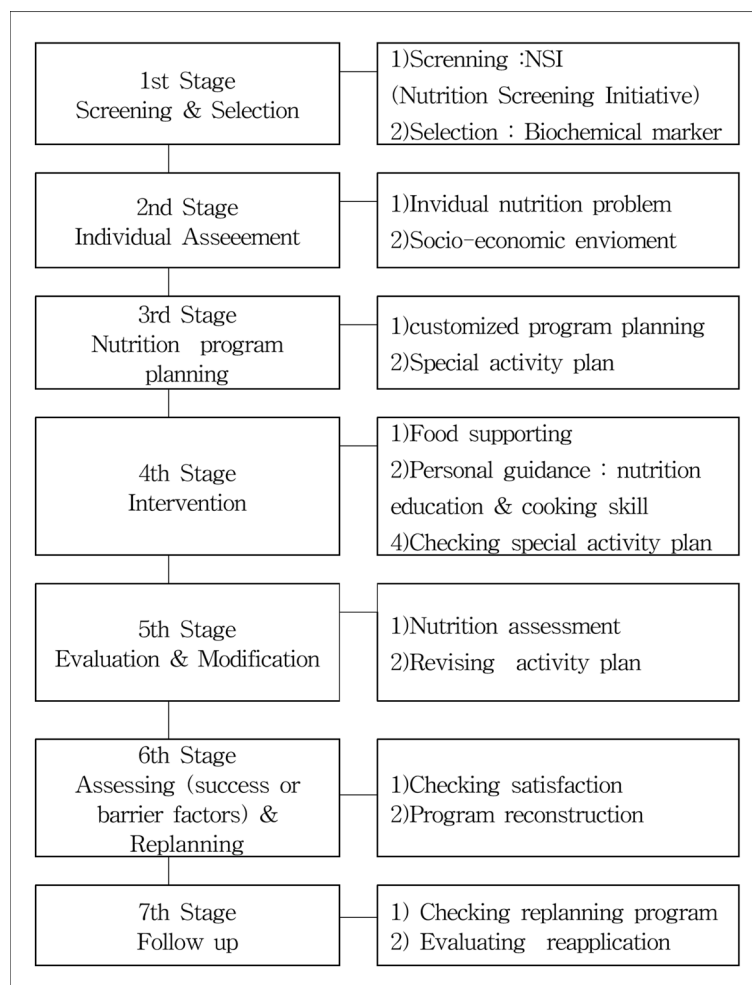 1st Stage
Screening & Selection
1)Screnning :NSI
(Nutrition Screening Initiative)
2)Selection : Biochemical marker
2nd Stage
Individual Asseeement
1)Invidual nutrition problem
2)Socio-economic envioment
3rd Stage
Nutrition program
planning
1)customized program planning
2)Special activity plan
4th Stage
Intervention
1)Food supporting
2)Personal guidance : nutrition
education & cooking skill
4)Checking special activity plan
5th Stage
Evaluation & Modification
1)Nutrition assessment
2)Revising activity plan
6th Stage
Assessing (success or
barrier factors) &
Replanning
1)Checking satisfaction
2)Program reconstruction
7th Stage
Follow up
1) Checking replanning program
2) Evaluating reapplication